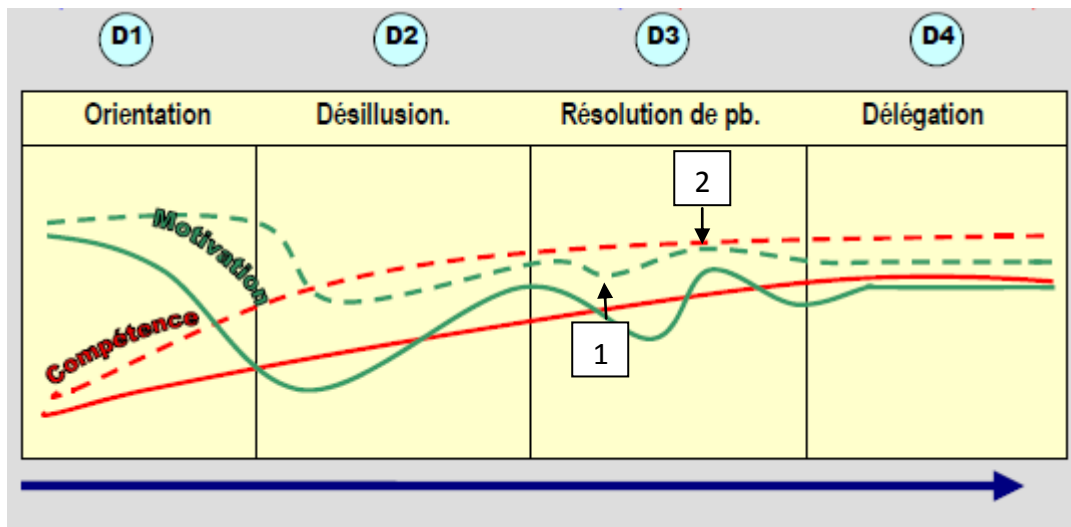 D1
D2
D3
D4
Orientation
Désillusion.
Résolution de pb.
Délégation
2
Motivation
Compétence
1